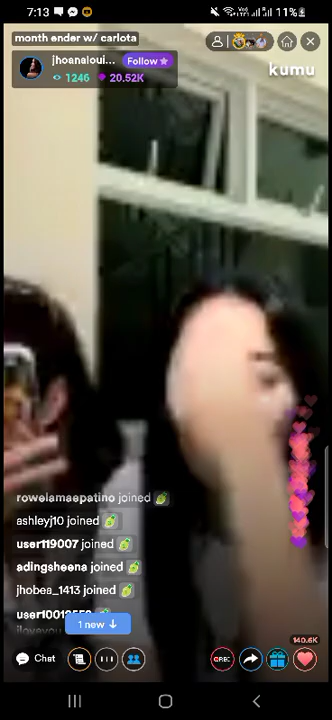 7:13
11%
month ender w/ carlota
jhoanaloui...
Follow
1246
20.52K
kumu
rowelamaepatino joined
ashleyj10 joined
user119007 joined
adingsheena joined
jhobea_1413 joined
1 new ↓
Chat
140.6K